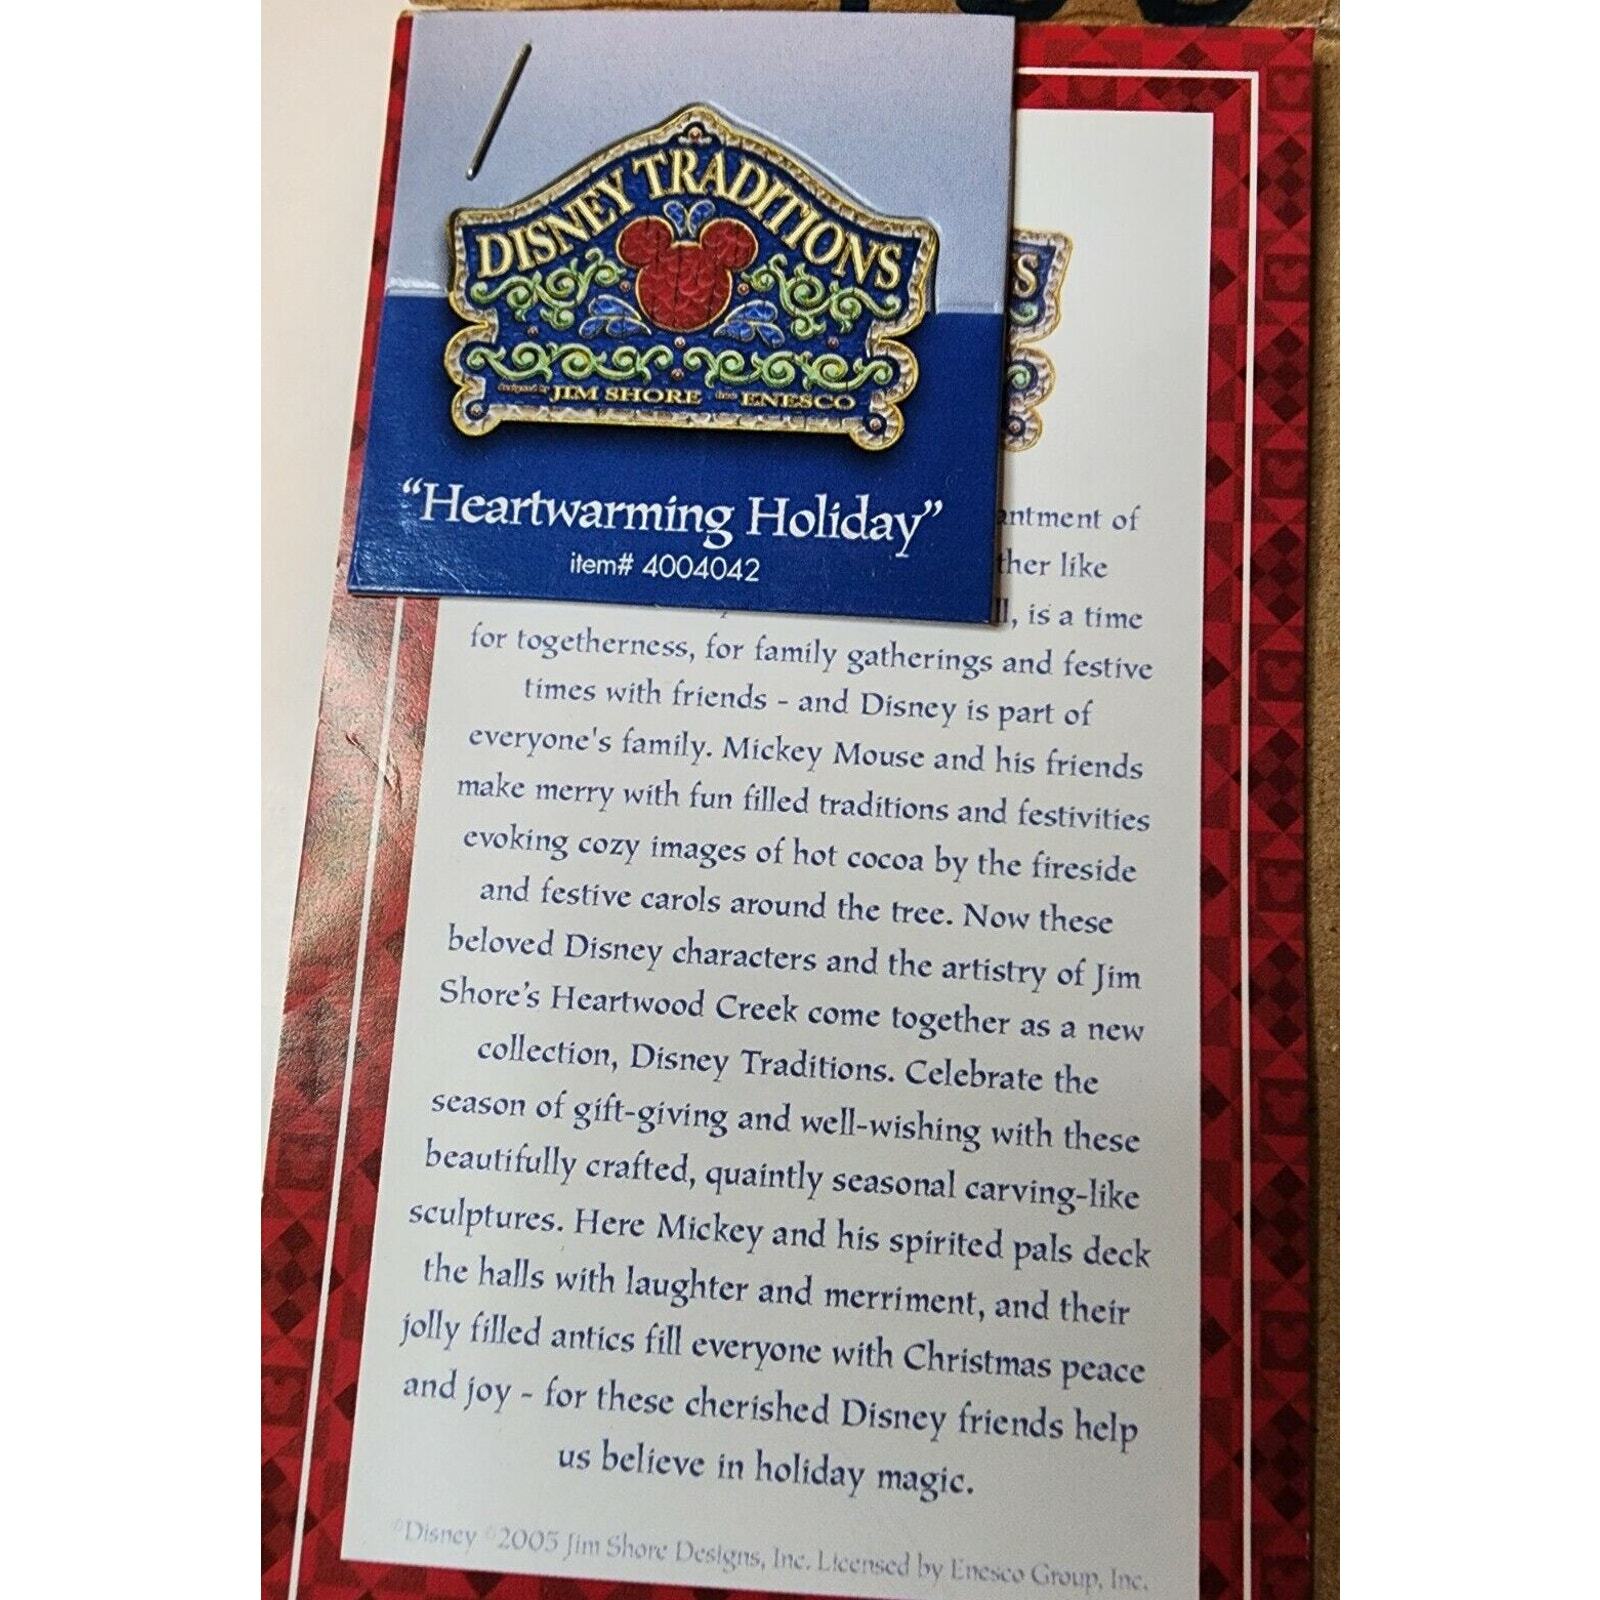 DISNEY TRADITIONS
JIM SHORE ENESCO
"Heartwarming Holiday"
item# 4004042
S
antment of
ther like
ll, is a time
for togetherness, for family gatherings and festive
times with friends - and Disney is part of
everyone's family. Mickey Mouse and his friends
make merry with fun filled traditions and festivities
evoking cozy images of hot cocoa by the fireside
and festive carols around the tree. Now these
beloved Disney characters and the artistry of Jim
Shore's Heartwood Creek come together as a new
collection, Disney Traditions. Celebrate the
season of gift-giving and well-wishing with these
beautifully crafted, quaintly seasonal carving-like
sculptures. Here Mickey and his spirited pals deck
the halls with laughter and merriment, and their
jolly filled antics fill everyone with Christmas peace
and joy - for these cherished Disney friends help
us believe in holiday magic.
©Disney ©2005 Jim Shore Designs, Inc. Licensed by Enesco Group, Inc.